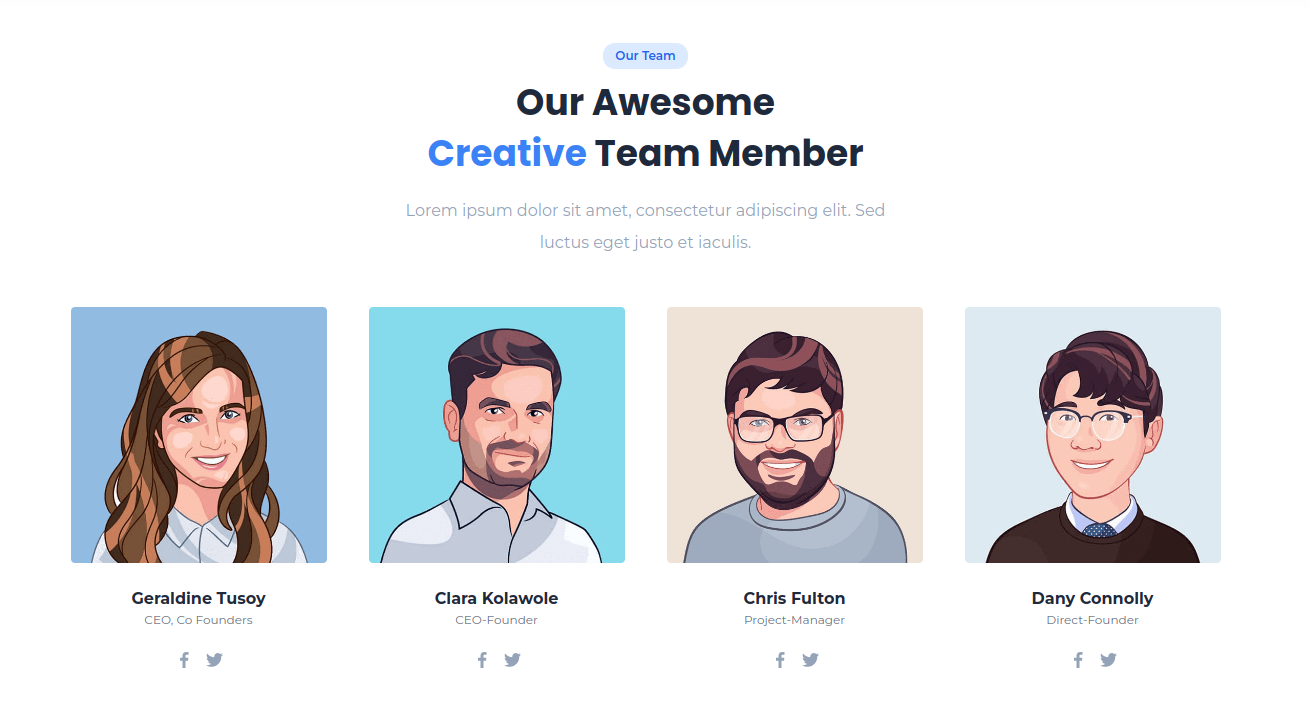 Our Team
Our Awesome
Creative Team Member
Lorem ipsum dolor sit amet, consectetur adipiscing elit. Sed
luctus eget justo et iaculis.
Geraldine Tusoy
CEO, Co Founders
Clara Kolawole
CEO-Founder
Chris Fulton
Project-Manager
Dany Connolly
Direct-Founder